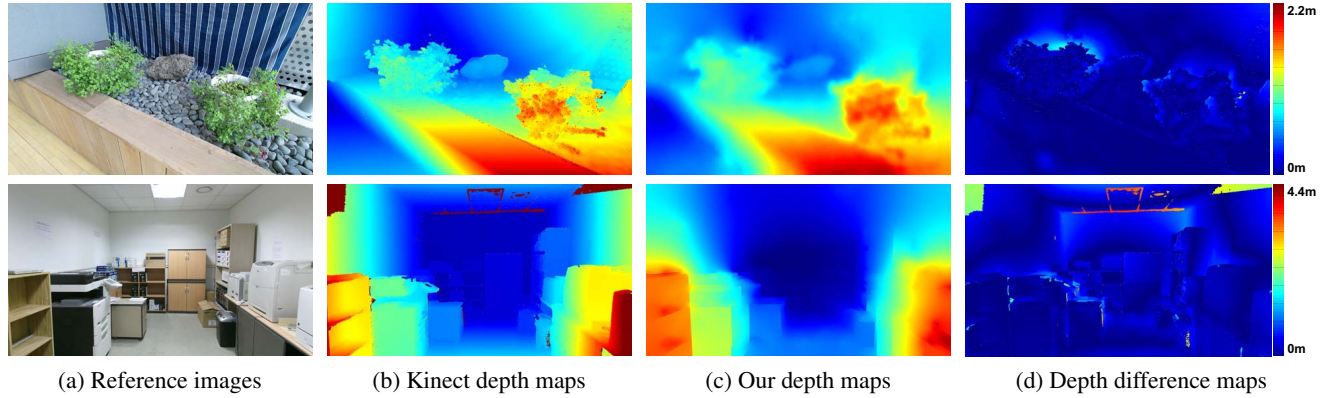 2.2m
0m
4.4m
0m
(a) Reference images
(b) Kinect depth maps
(c) Our depth maps
(d) Depth difference maps